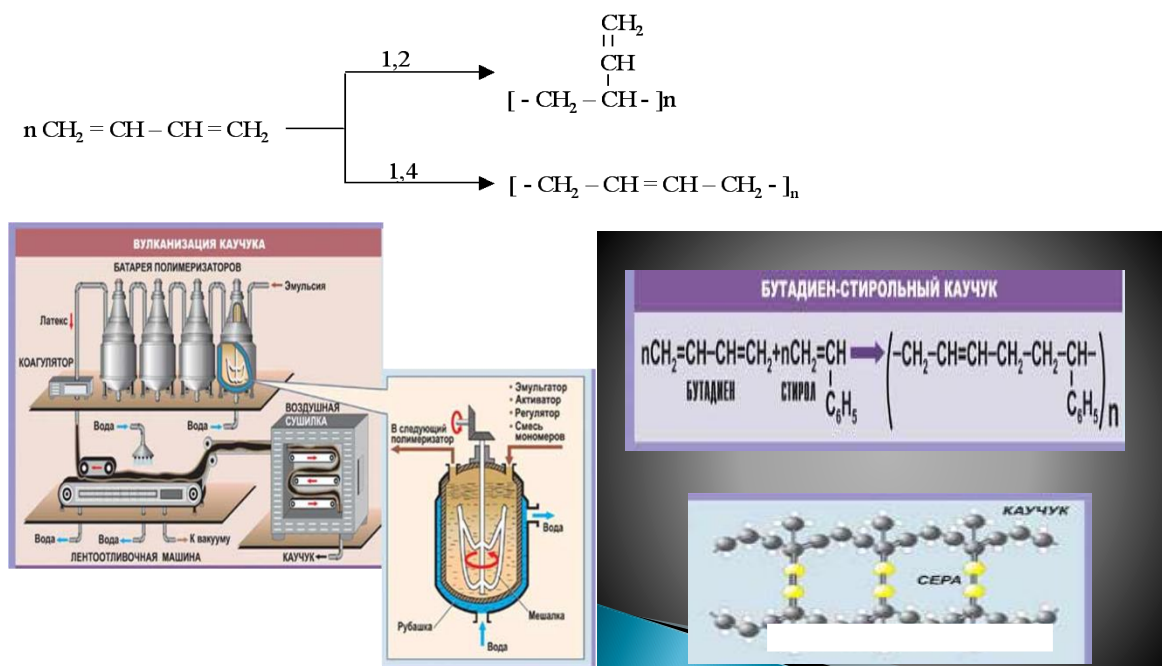 CH₂
=
CH
1,2
[ - CH₂ – CH - ]n
n CH₂ = CH – CH = CH₂
1,4
[ - CH₂ – CH = CH – CH₂ - ]n
ВУЛКАНИЗАЦИЯ КАУЧУКА
БАТАРЕЯ ПОЛИМЕРИЗАТОРОВ
Эмульсия
Латекс
КОАГУЛЯТОР
Вода
Вода
ВОЗДУШНАЯ
СУШИЛКА
Вода
Вода
К вакууму
ЛЕНТООТЛИВОЧНАЯ МАШИНА
КАУЧУК
• Эмульгатор
• Активатор
• Регулятор
• Смесь
мономеров
В следующий
полимеризатор
Вода
Мешалка
Рубашка
Вода
БУТАДИЕН-СТИРОЛЬНЫЙ КАУЧУК
nCH₂=CH–CH=CH₂+nCH₂=CH → (–CH₂–CH=CH–CH₂–CH₂–CH–)n
БУТАДИЕН СТИРОЛ C₆H₅ C₆H₅
КАУЧУК
СЕРА